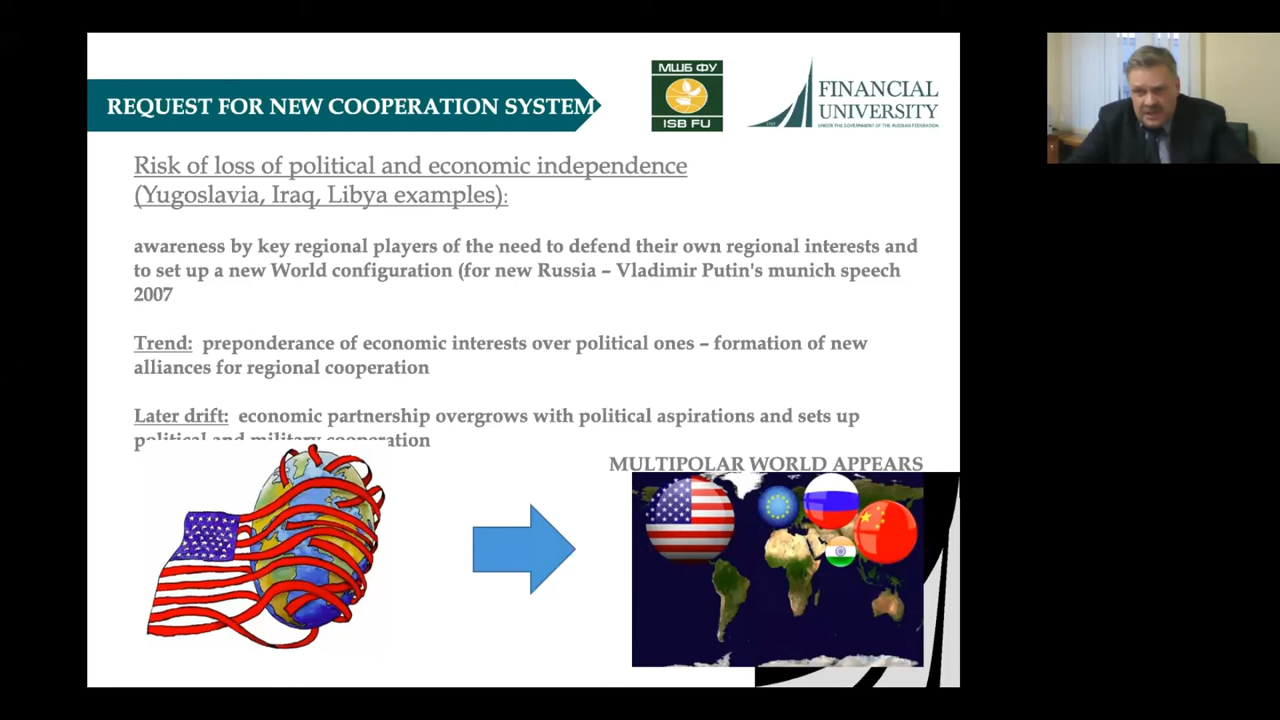 REQUEST FOR NEW COOPERATION SYSTEM
МШБ ФУ
ISB FU
FINANCIAL
UNIVERSITY
UNDER THE GOVERNMENT OF THE RUSSIAN FEDERATION
Risk of loss of political and economic independence
(Yugoslavia, Iraq, Libya examples):
awareness by key regional players of the need to defend their own regional interests and
to set up a new World configuration (for new Russia – Vladimir Putin's munich speech
2007
Trend: preponderance of economic interests over political ones – formation of new
alliances for regional cooperation
Later drift: economic partnership overgrows with political aspirations and sets up
political and military cooperation
MULTIPOLAR WORLD APPEARS